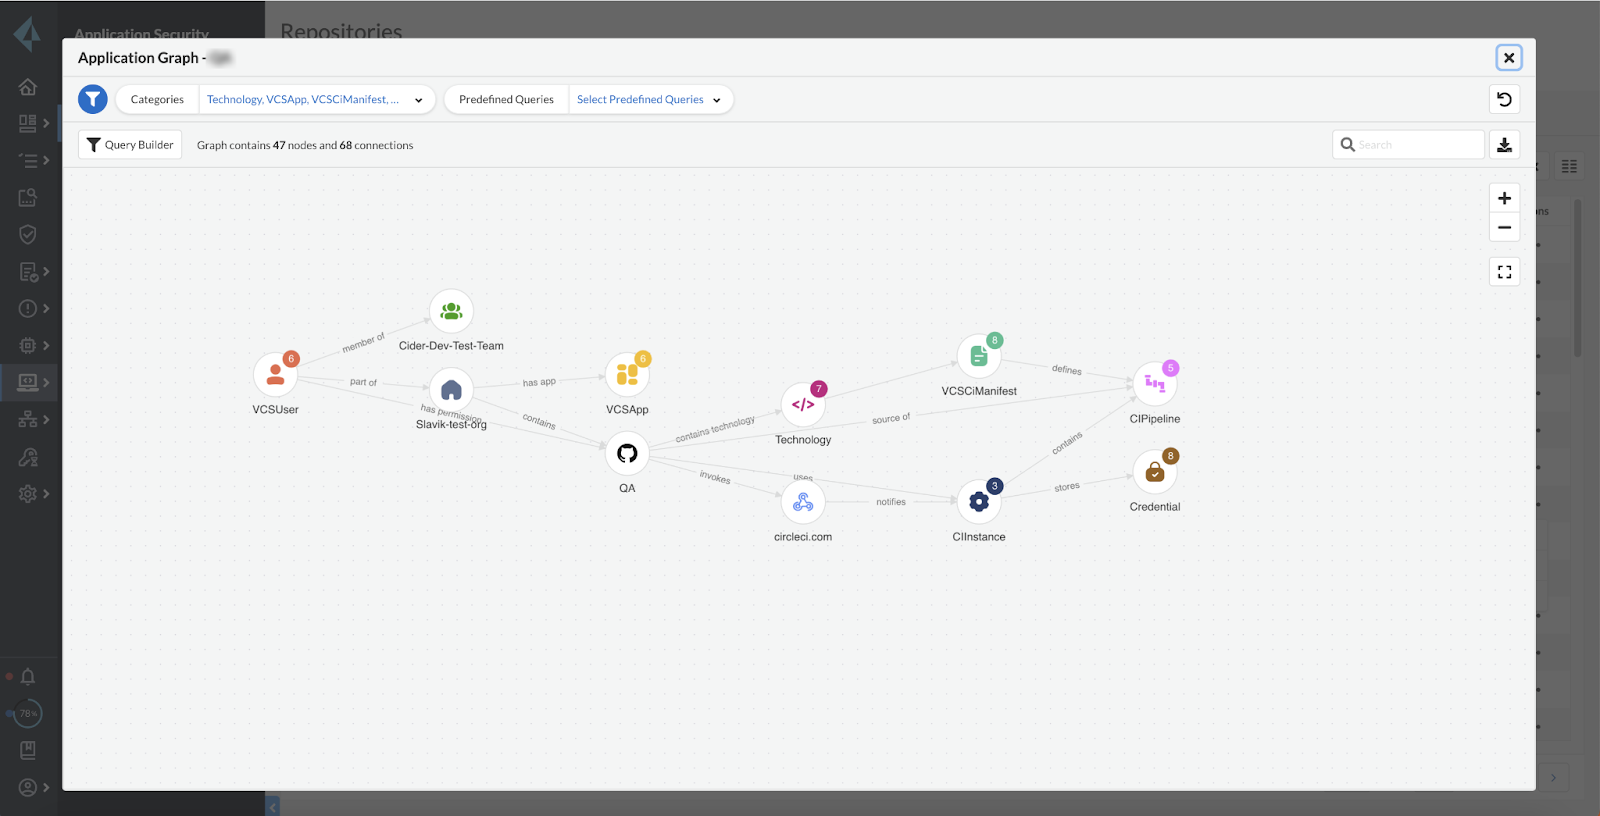 Application Security
Repositories
Application Graph -
Categories
Technology, VCSApp, VCSCiManifest, ...
Predefined Queries
Select Predefined Queries
Query Builder
Graph contains 47 nodes and 68 connections
Search
ns
member of
Cider-Dev-Test-Team
6
VCSUser
part of
has permission
Slavik-test-org
has app
contains
6
VCSApp
QA
contains technology
7
Technology
source of
invokes
uses
circleci.com
notifies
8
VCSCiManifest
defines
5
CIPipeline
contains
3
CIInstance
stores
8
Credential
78%